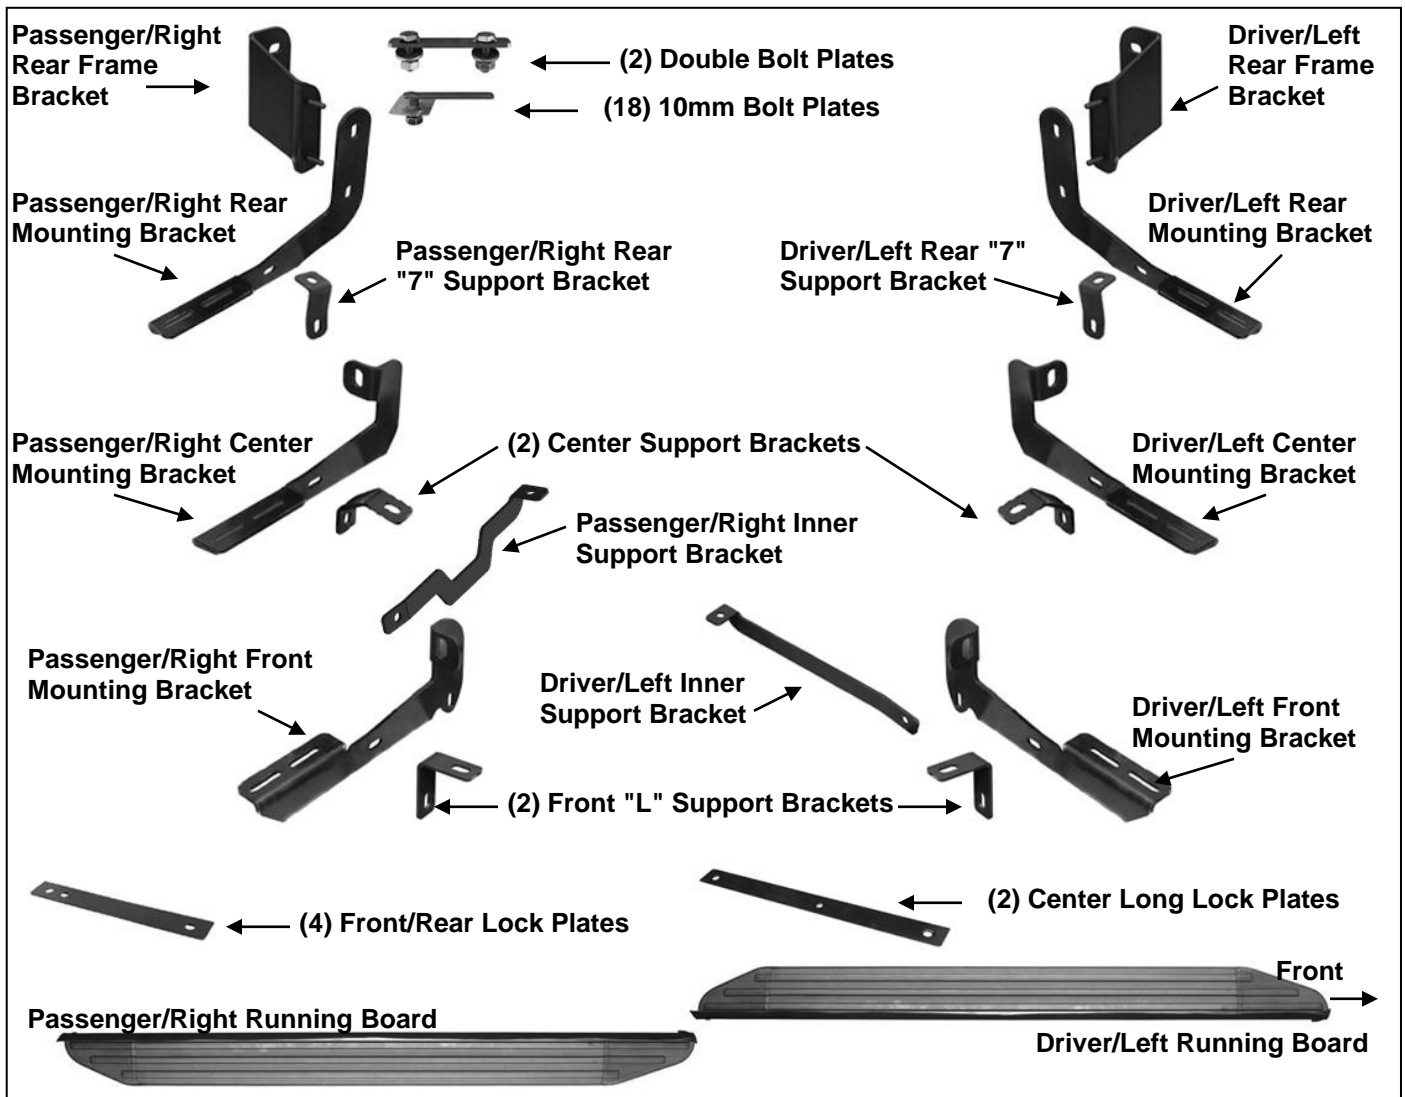 Passenger/Right
Rear Frame
Bracket
(2) Double Bolt Plates
(18) 10mm Bolt Plates
Driver/Left
Rear Frame
Bracket
Passenger/Right Rear
Mounting Bracket
Passenger/Right Rear
"7" Support Bracket
Driver/Left Rear "7"
Support Bracket
Driver/Left Rear
Mounting Bracket
Passenger/Right Center
Mounting Bracket
(2) Center Support Brackets
Driver/Left Center
Mounting Bracket
Passenger/Right Inner
Support Bracket
Passenger/Right Front
Mounting Bracket
Driver/Left Inner
Support Bracket
Driver/Left Front
Mounting Bracket
(2) Front "L" Support Brackets
(4) Front/Rear Lock Plates
(2) Center Long Lock Plates
Front
Passenger/Right Running Board
Driver/Left Running Board